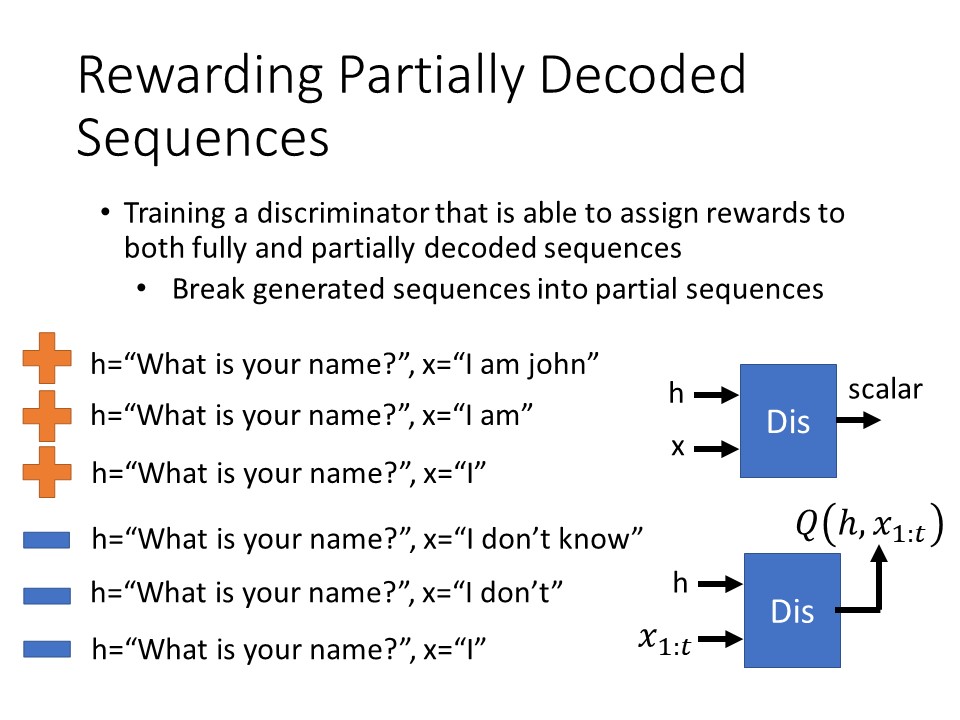 Rewarding Partially Decoded
Sequences
• Training a discriminator that is able to assign rewards to
both fully and partially decoded sequences
• Break generated sequences into partial sequences
h=“What is your name?”, x=“I am john”
h=“What is your name?”, x=“I am”
h=“What is your name?”, x=“I”
h=“What is your name?”, x=“I don’t know”
h=“What is your name?”, x=“I don’t”
h=“What is your name?”, x=“I”
h
x
Dis
scalar
Q(h, x_{1:t})
h
x_{1:t}
Dis